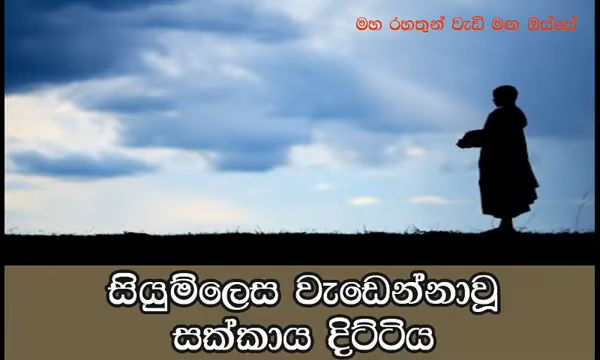 මහ රහතුන් වැඩි මඟ ඔස්සේ
සියුම්ලෙස වැඩෙන්නාවූ
සක්කාය දිට්ටිය